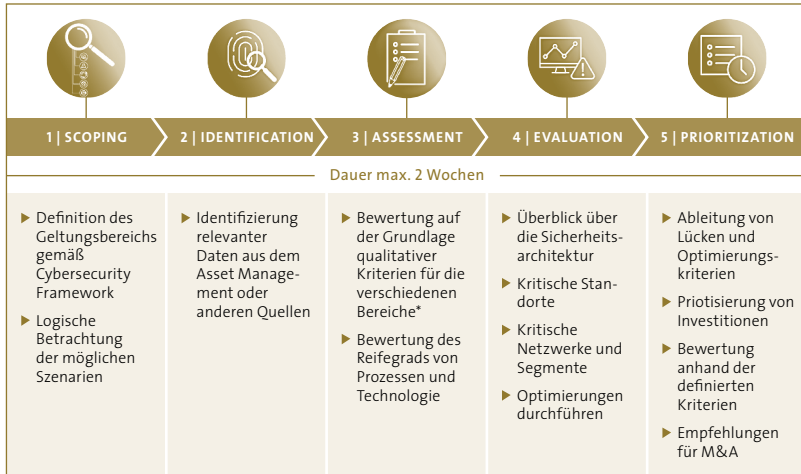 1 | SCOPING
2 | IDENTIFICATION
3 | ASSESSMENT
4 | EVALUATION
5 | PRIORITIZATION
Dauer max. 2 Wochen
▶ Definition des
Geltungsbereichs
gemäß
Cybersecurity
Framework
▶ Logische
Betrachtung
der möglichen
Szenarien
▶ Identifizierung
relevanter
Daten aus dem
Asset Manage-
ment oder
anderen Quellen
▶ Bewertung auf
der Grundlage
qualitativer
Kriterien für die
verschiedenen
Bereiche*
▶ Bewertung des
Reifegrads von
Prozessen und
Technologie
▶ Überblick über
die Sicherheits-
architektur
▶ Kritische Stan-
dorte
▶ Kritische
Netzwerke und
Segmente
▶ Optimierungen
durchführen
▶ Ableitung von
Lücken und
Optimierungs-
kriterien
▶ Priotisierung von
Investitionen
▶ Bewertung
anhand der
definierten
Kriterien
▶ Empfehlungen
für M&A